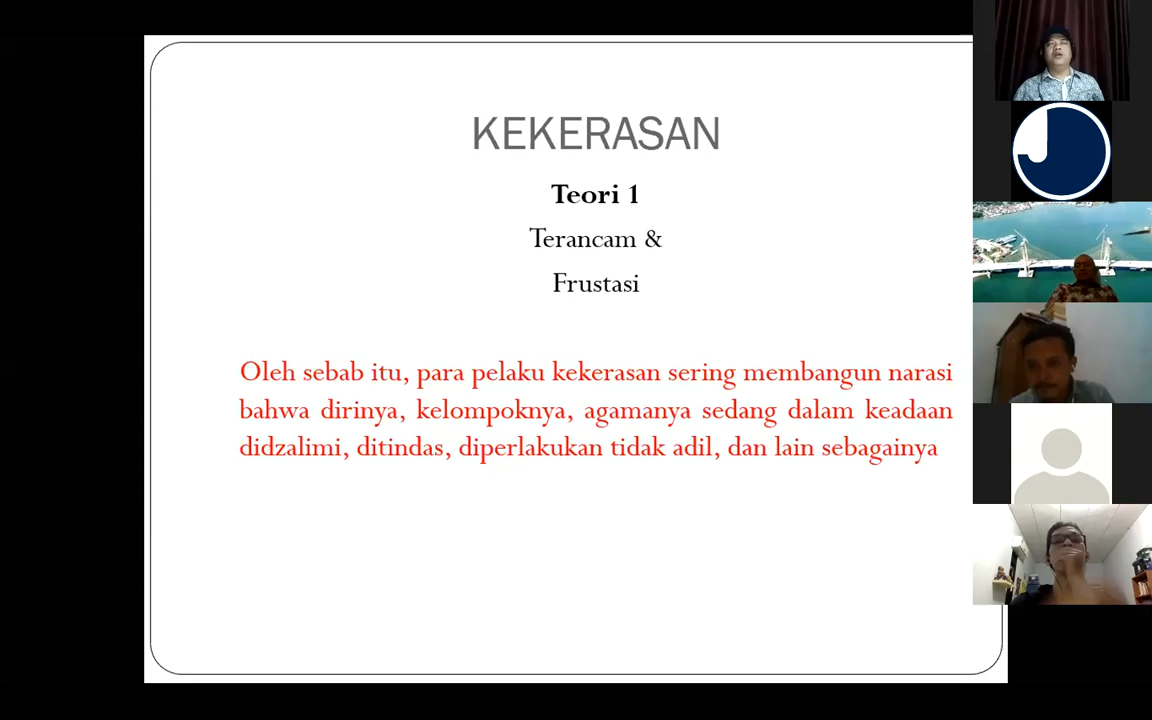 KEKERASAN
Teori 1
Terancam &
Frustasi
Oleh sebab itu, para pelaku kekerasan sering membangun narasi
bahwa dirinya, kelompoknya, agamanya sedang dalam keadaan
didzalimi, ditindas, diperlakukan tidak adil, dan lain sebagainya